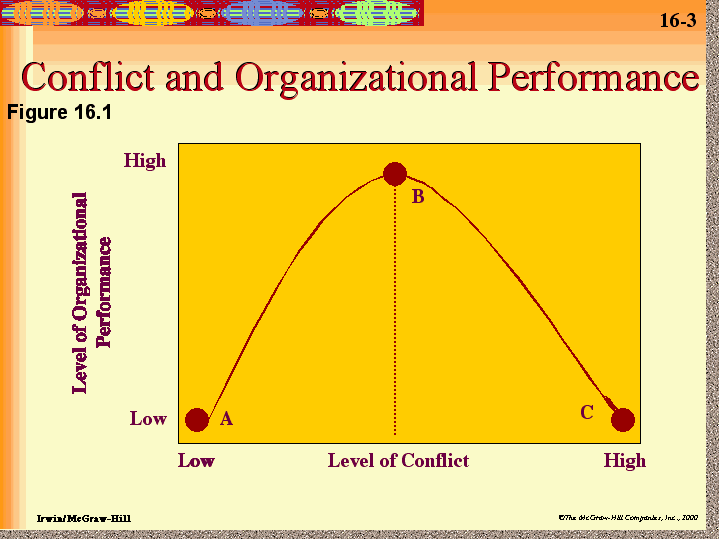 16-3
Conflict and Organizational Performance
Figure 16.1
High
B
Level of Organizational
Performance
Low
A
C
Low
Level of Conflict
High
Irwin/McGraw-Hill
©The McGraw-Hill Companies, Inc., 2000